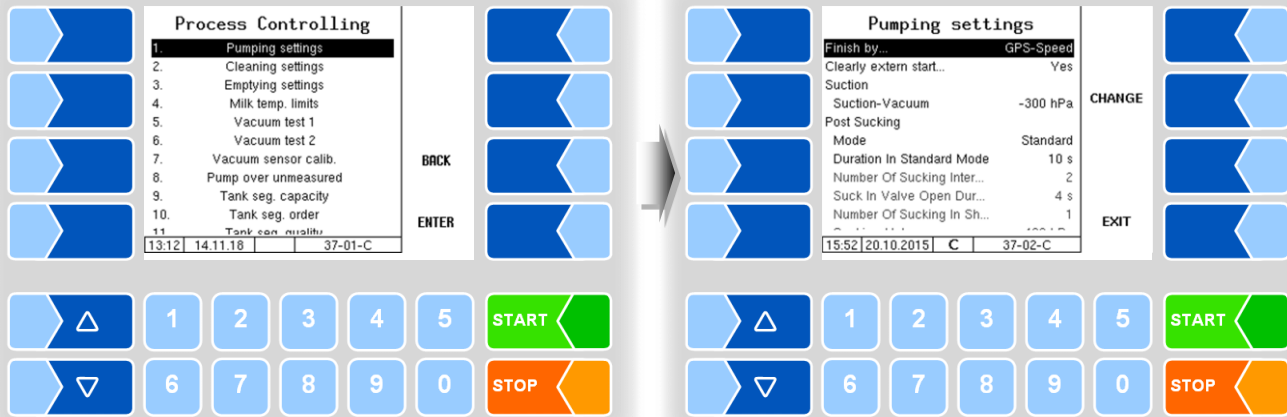 Process Controlling
1. Pumping settings
2. Cleaning settings
3. Emptying settings
4. Milk temp. limits
5. Vacuum test 1
6. Vacuum test 2
7. Vacuum sensor calib.
8. Pump over unmeasured
9. Tank seg. capacity
10. Tank seg. order
11. Tank seg. quality
BACK
ENTER
13:12 14.11.18 37-01-C
1 2 3 4 5 START
6 7 8 9 0 STOP
Pumping settings
Finish by... GPS-Speed
Clearly extern start... Yes
Suction
Suction-Vacuum -300 hPa
Post Sucking
Mode Standard
Duration In Standard Mode 10 s
Number Of Sucking Inter... 2
Suck In Valve Open Dur... 4 s
Number Of Sucking In Sh... 1
CHANGE
EXIT
15:52 20.10.2015 C 37-02-C
1 2 3 4 5 START
6 7 8 9 0 STOP